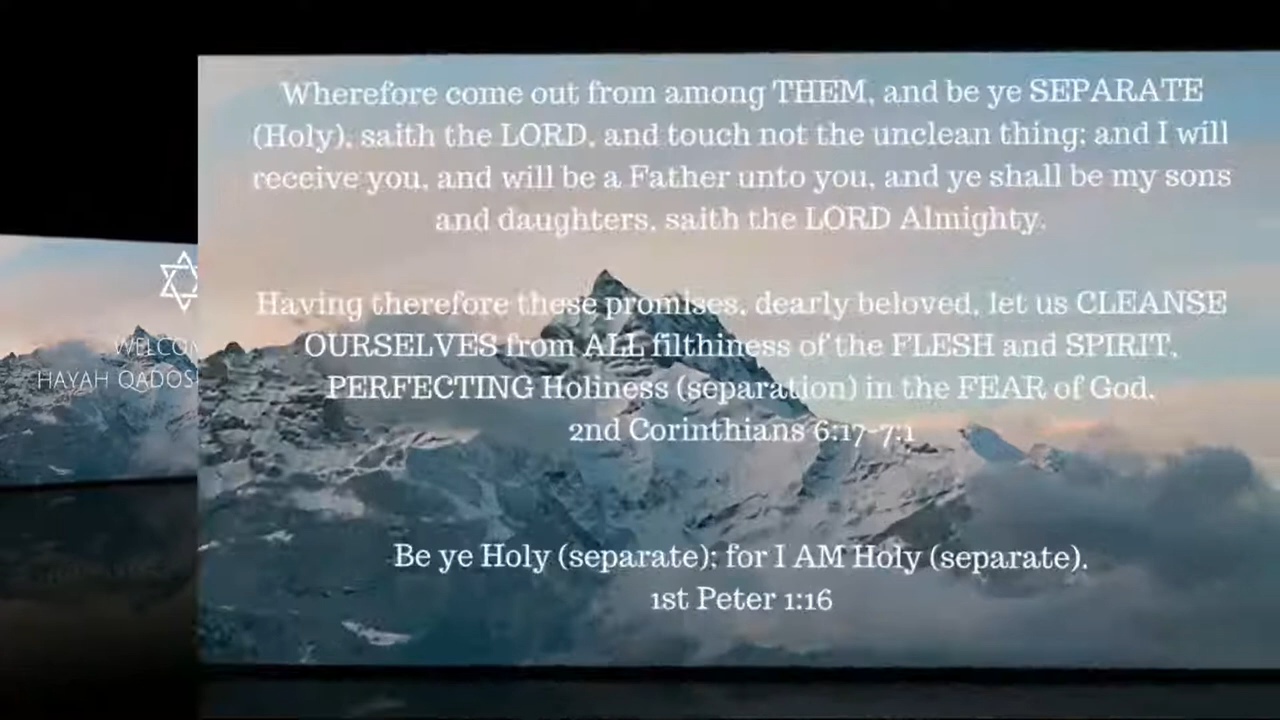 Wherefore come out from among THEM, and be ye SEPARATE
(Holy), saith the LORD, and touch not the unclean thing; and I will
receive you, and will be a Father unto you, and ye shall be my sons
and daughters, saith the LORD Almighty.
Having therefore these promises, dearly beloved, let us CLEANSE
OURSELVES from ALL filthiness of the FLESH and SPIRIT,
PERFECTING Holiness (separation) in the FEAR of God.
2nd Corinthians 6:17-7:1
Be ye Holy (separate); for I AM Holy (separate).
1st Peter 1:16
HAYAH